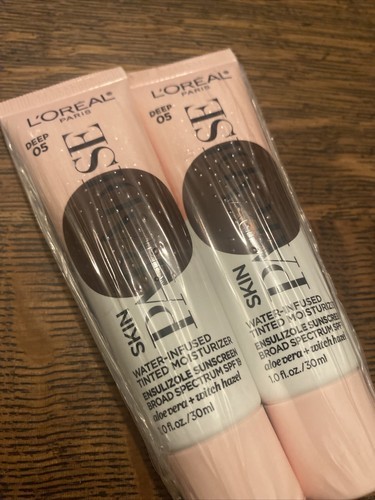 L'ORÉAL
PARIS
DEEP
05
SKIN
WATER-INFUSED
TINTED MOISTURIZER
ENSULIZOLE SUNSCREEN
BROAD SPECTRUM SPF 19
aloe vera + witch hazel
1.0 fl.oz./30ml
L'ORÉAL
PARIS
DEEP
05
SKIN
WATER-INFUSED
TINTED MOISTURIZER
ENSULIZOLE SUNSCREEN
BROAD SPECTRUM SPF
aloe vera + witch hazel
1.0 fl.oz./30ml